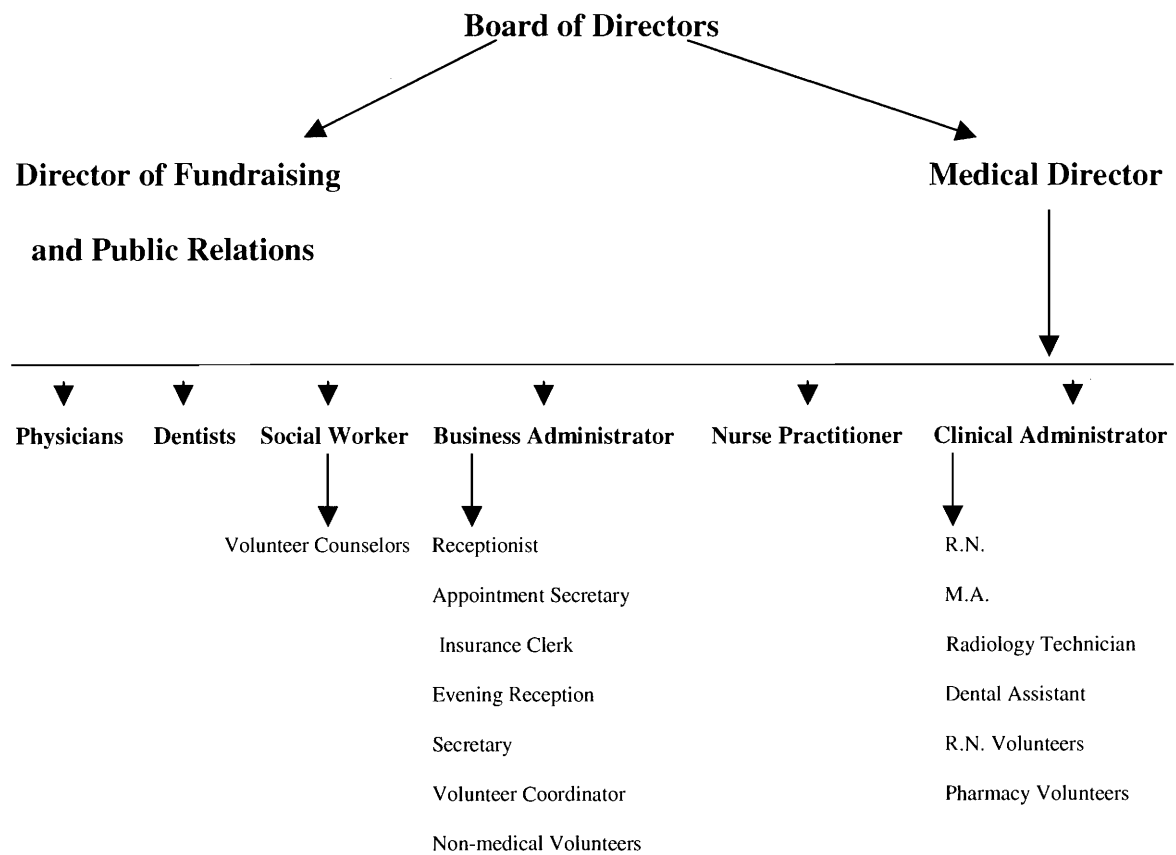 Board of Directors
Director of Fundraising
and Public Relations
Medical Director
Physicians
Dentists
Social Worker
Business Administrator
Nurse Practitioner
Clinical Administrator
Volunteer Counselors
Receptionist
Appointment Secretary
Insurance Clerk
Evening Reception
Secretary
Volunteer Coordinator
Non-medical Volunteers
R.N.
M.A.
Radiology Technician
Dental Assistant
R.N. Volunteers
Pharmacy Volunteers